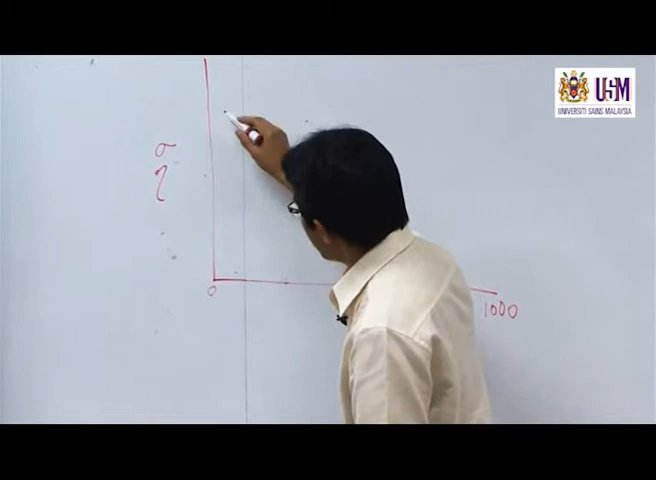 USM
UNIVERSITI SAINS MALAYSIA
σ
η
0
1000